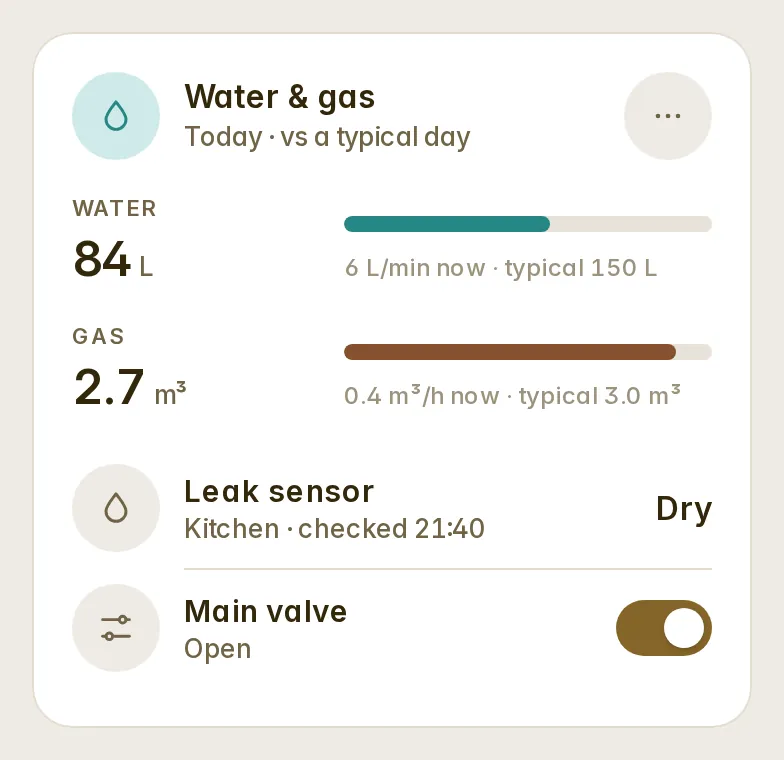 Water & gas
Today · vs a typical day
WATER
84 L
6 L/min now · typical 150 L
GAS
2.7 m³
0.4 m³/h now · typical 3.0 m³
Leak sensor
Kitchen · checked 21:40
Dry
Main valve
Open